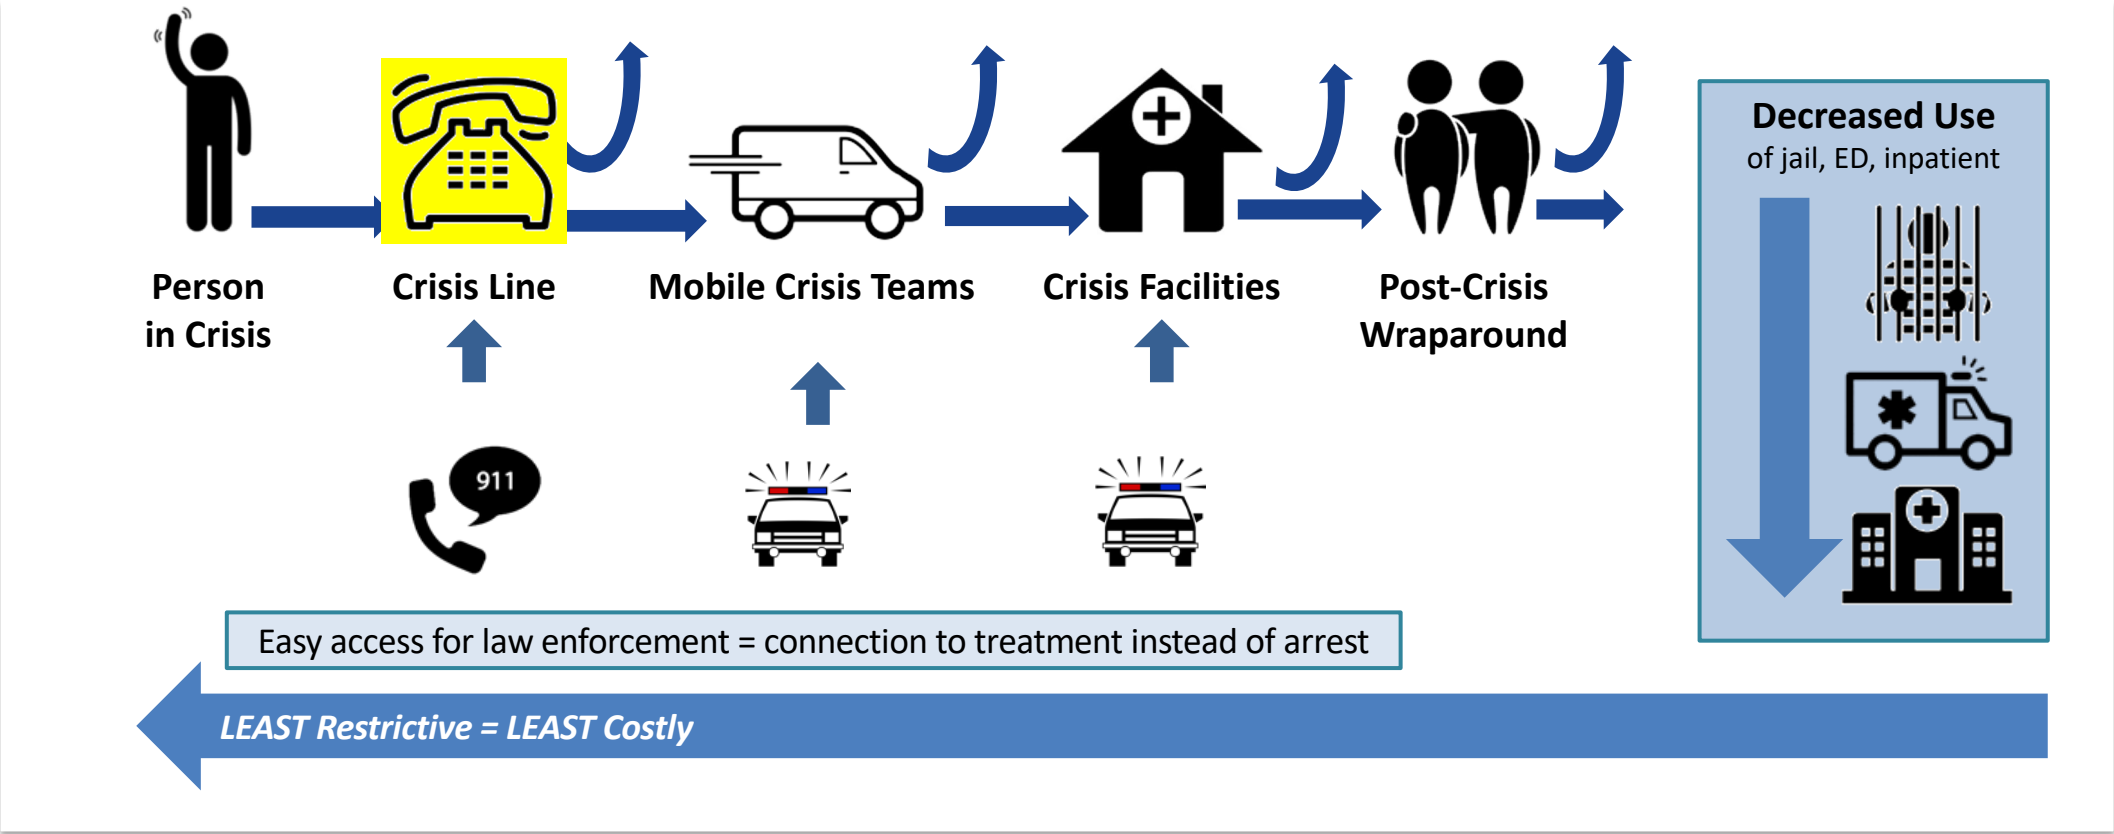 Person
in Crisis
Crisis Line
Mobile Crisis Teams
Crisis Facilities
Post-Crisis
Wraparound
Decreased Use
of jail, ED, inpatient
911
Easy access for law enforcement = connection to treatment instead of arrest
LEAST Restrictive = LEAST Costly